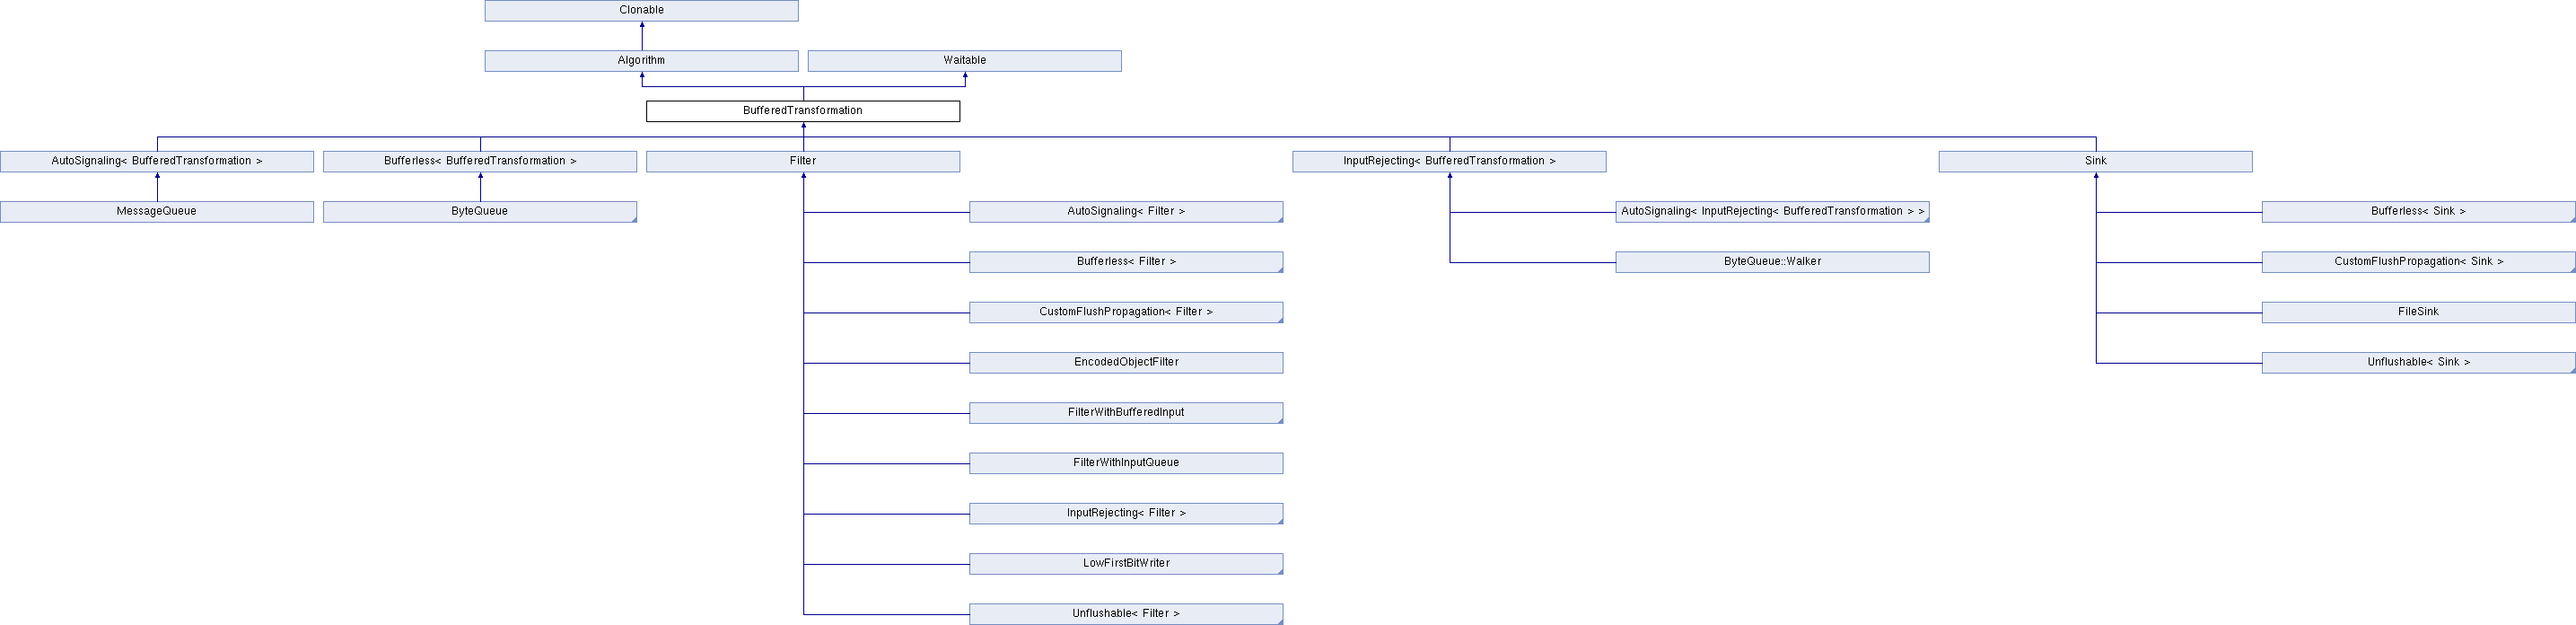 Clonable
Algorithm
Waitable
BufferedTransformation
AutoSignaling< BufferedTransformation >
Bufferless< BufferedTransformation >
Filter
InputRejecting< BufferedTransformation >
Sink
MessageQueue
ByteQueue
AutoSignaling< Filter >
AutoSignaling< InputRejecting< BufferedTransformation > >
Bufferless< Sink >
Bufferless< Filter >
ByteQueue::Walker
CustomFlushPropagation< Sink >
CustomFlushPropagation< Filter >
FileSink
EncodedObjectFilter
Unflushable< Sink >
FilterWithBufferedInput
FilterWithInputQueue
InputRejecting< Filter >
LowFirstBitWriter
Unflushable< Filter >